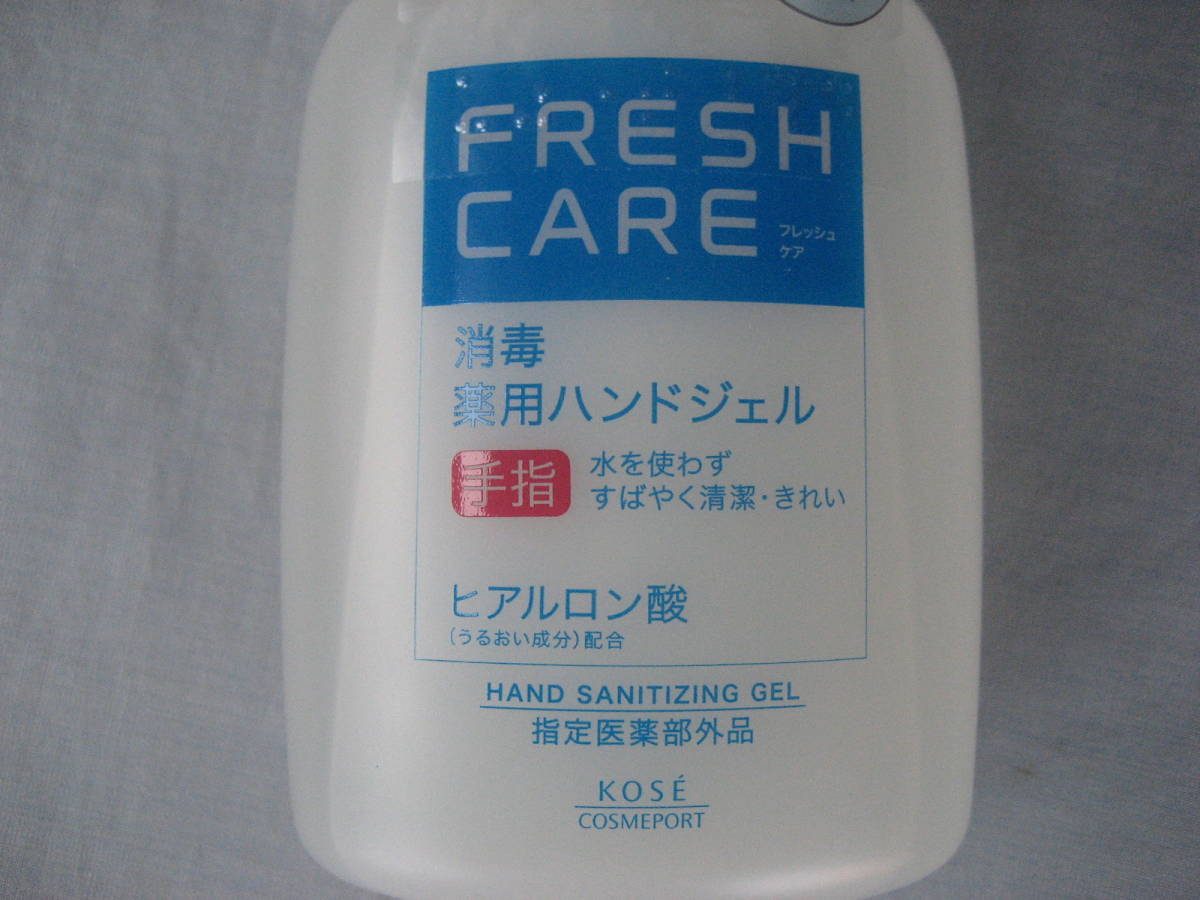 FRESH
CARE
フレッシュ
ケア
消毒
薬用ハンドジェル
手指
水を使わず
すばやく清潔・きれい
ヒアルロン酸
(うるおい成分)配合
HAND SANITIZING GEL
指定医薬部外品
KOSÉ
COSMEPORT